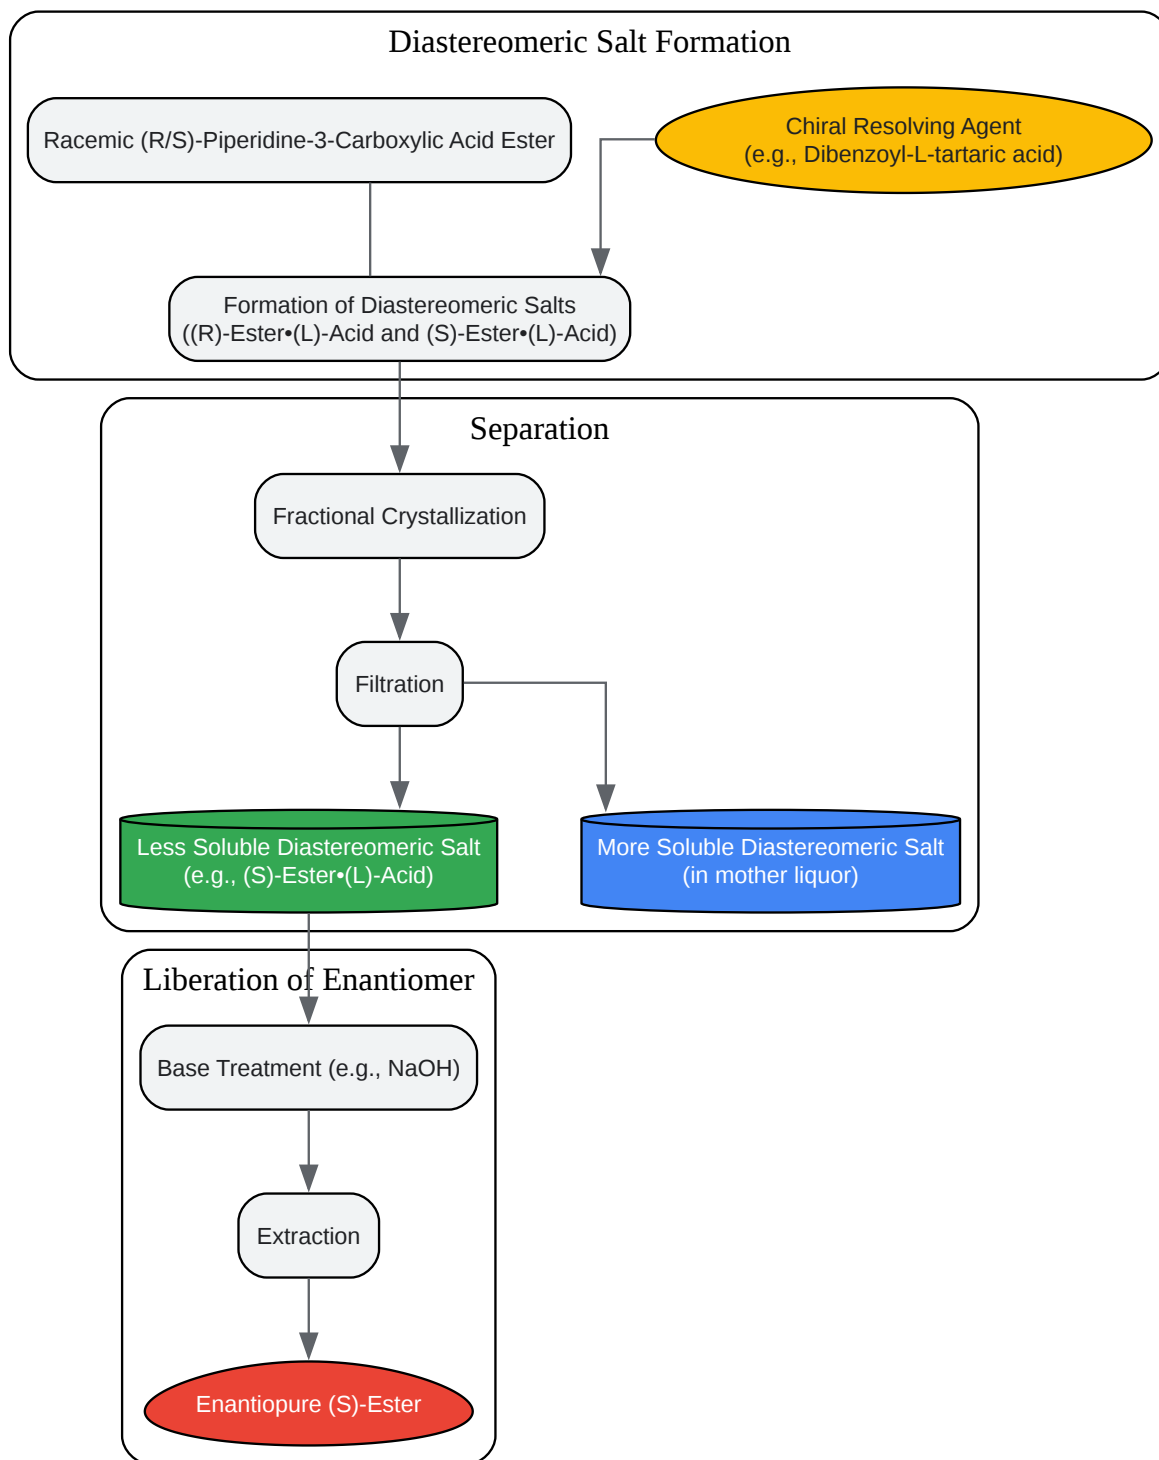 Diastereomeric Salt Formation
Racemic (R/S)-Piperidine-3-Carboxylic Acid Ester
Chiral Resolving Agent
(e.g., Dibenzoyl-L-tartaric acid)
Formation of Diastereomeric Salts
((R)-Ester•(L)-Acid and (S)-Ester•(L)-Acid)
Separation
Fractional Crystallization
Filtration
Less Soluble Diastereomeric Salt
(e.g., (S)-Ester•(L)-Acid)
More Soluble Diastereomeric Salt
(in mother liquor)
Liberation of Enantiomer
Base Treatment (e.g., NaOH)
Extraction
Enantiopure (S)-Ester